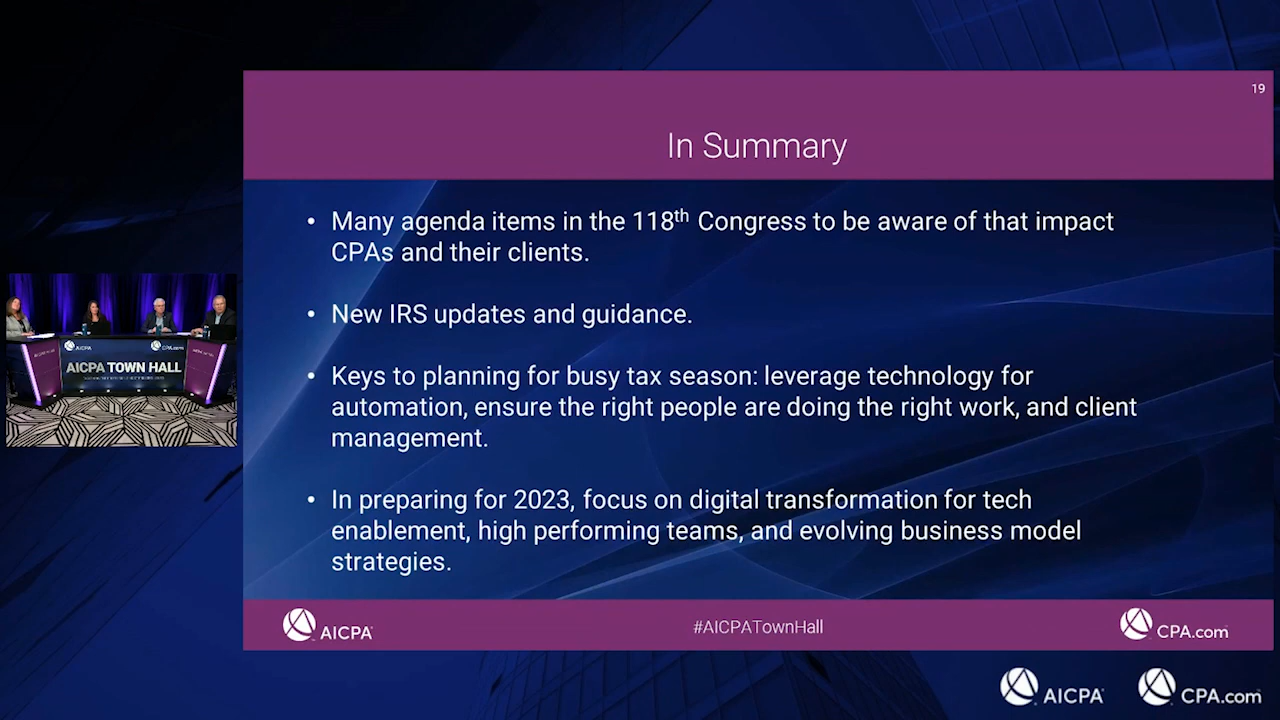 19
In Summary
• Many agenda items in the 118th Congress to be aware of that impact
CPAs and their clients.
• New IRS updates and guidance.
• Keys to planning for busy tax season: leverage technology for
automation, ensure the right people are doing the right work, and client
management.
• In preparing for 2023, focus on digital transformation for tech
enablement, high performing teams, and evolving business model
strategies.
AICPA
#AICPATownHall
CPA.com
AICPA
CPA.com
AICPA TOWN HALL
AICPA
CPA.com